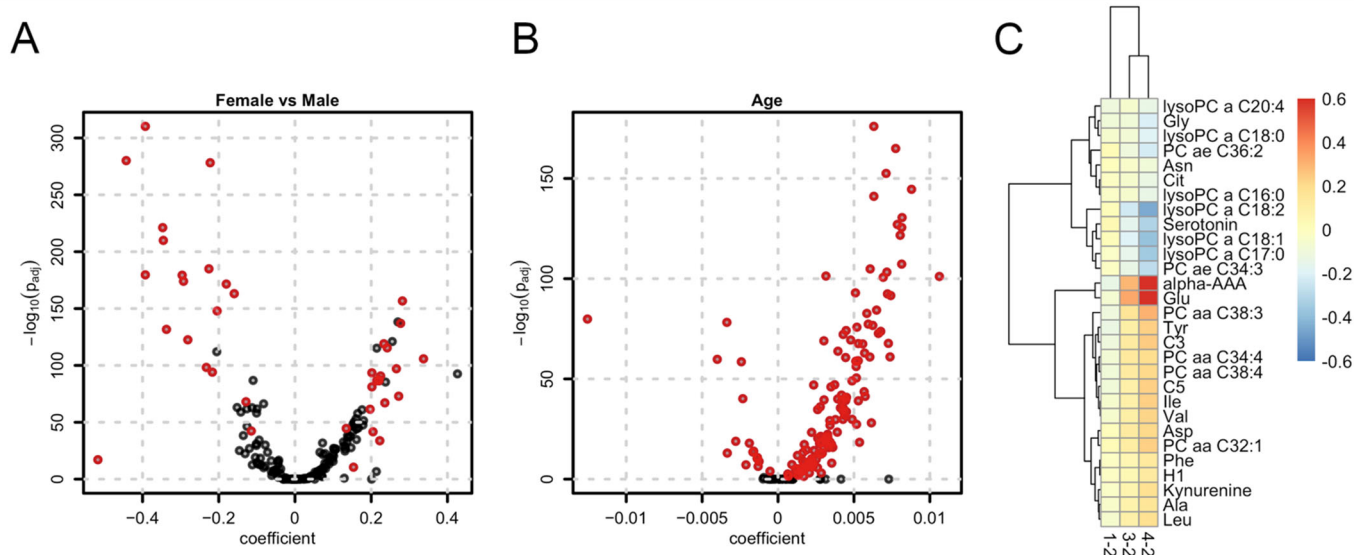 A
Female vs Male
−log10(padj)
300
250
200
150
100
50
0
−0.4
−0.2
0
0.2
0.4
coefficient
B
Age
−log10(padj)
150
100
50
0
−0.01
−0.005
0
0.005
0.01
coefficient
C
lysoPC a C20:4
Gly
lysoPC a C18:0
PC ae C36:2
Asn
Cit
lysoPC a C16:0
lysoPC a C18:2
Serotonin
lysoPC a C18:1
lysoPC a C17:0
PC ae C34:3
alpha-AAA
Glu
PC aa C38:3
Tyr
C3
PC aa C34:4
PC aa C38:4
C5
Ile
Val
Asp
PC aa C32:1
Phe
H1
Kynurenine
Ala
Leu
1-2
3-2
4-2
0.6
0.4
0.2
0
-0.2
-0.4
-0.6